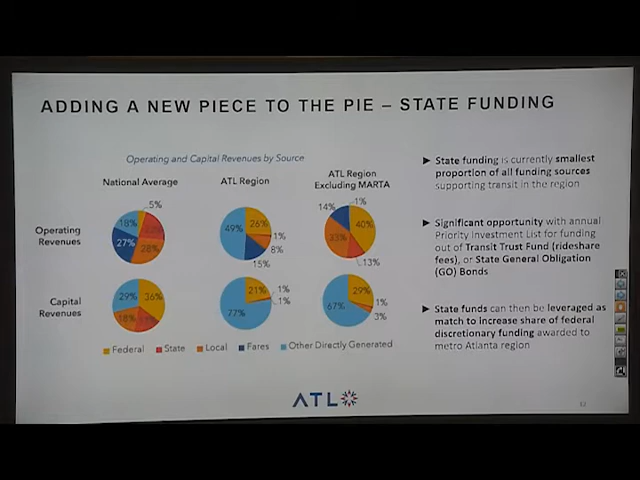 ADDING A NEW PIECE TO THE PIE – STATE FUNDING
Operating and Capital Revenues by Source
National Average
ATL Region
ATL Region
Excluding MARTA
Operating
Revenues
5%
18%
27%
28%
49%
26%
1%
8%
15%
14%
1%
40%
33%
13%
Capital
Revenues
29%
36%
18%
21%
1%
1%
77%
29%
1%
3%
67%
Federal
State
Local
Fares
Other Directly Generated
► State funding is currently smallest
proportion of all funding sources
supporting transit in the region
► Significant opportunity with annual
Priority Investment List for funding
out of Transit Trust Fund (rideshare
fees), or State General Obligation
(GO) Bonds
► State funds can then be leveraged as
match to increase share of federal
discretionary funding awarded to
metro Atlanta region
ATL